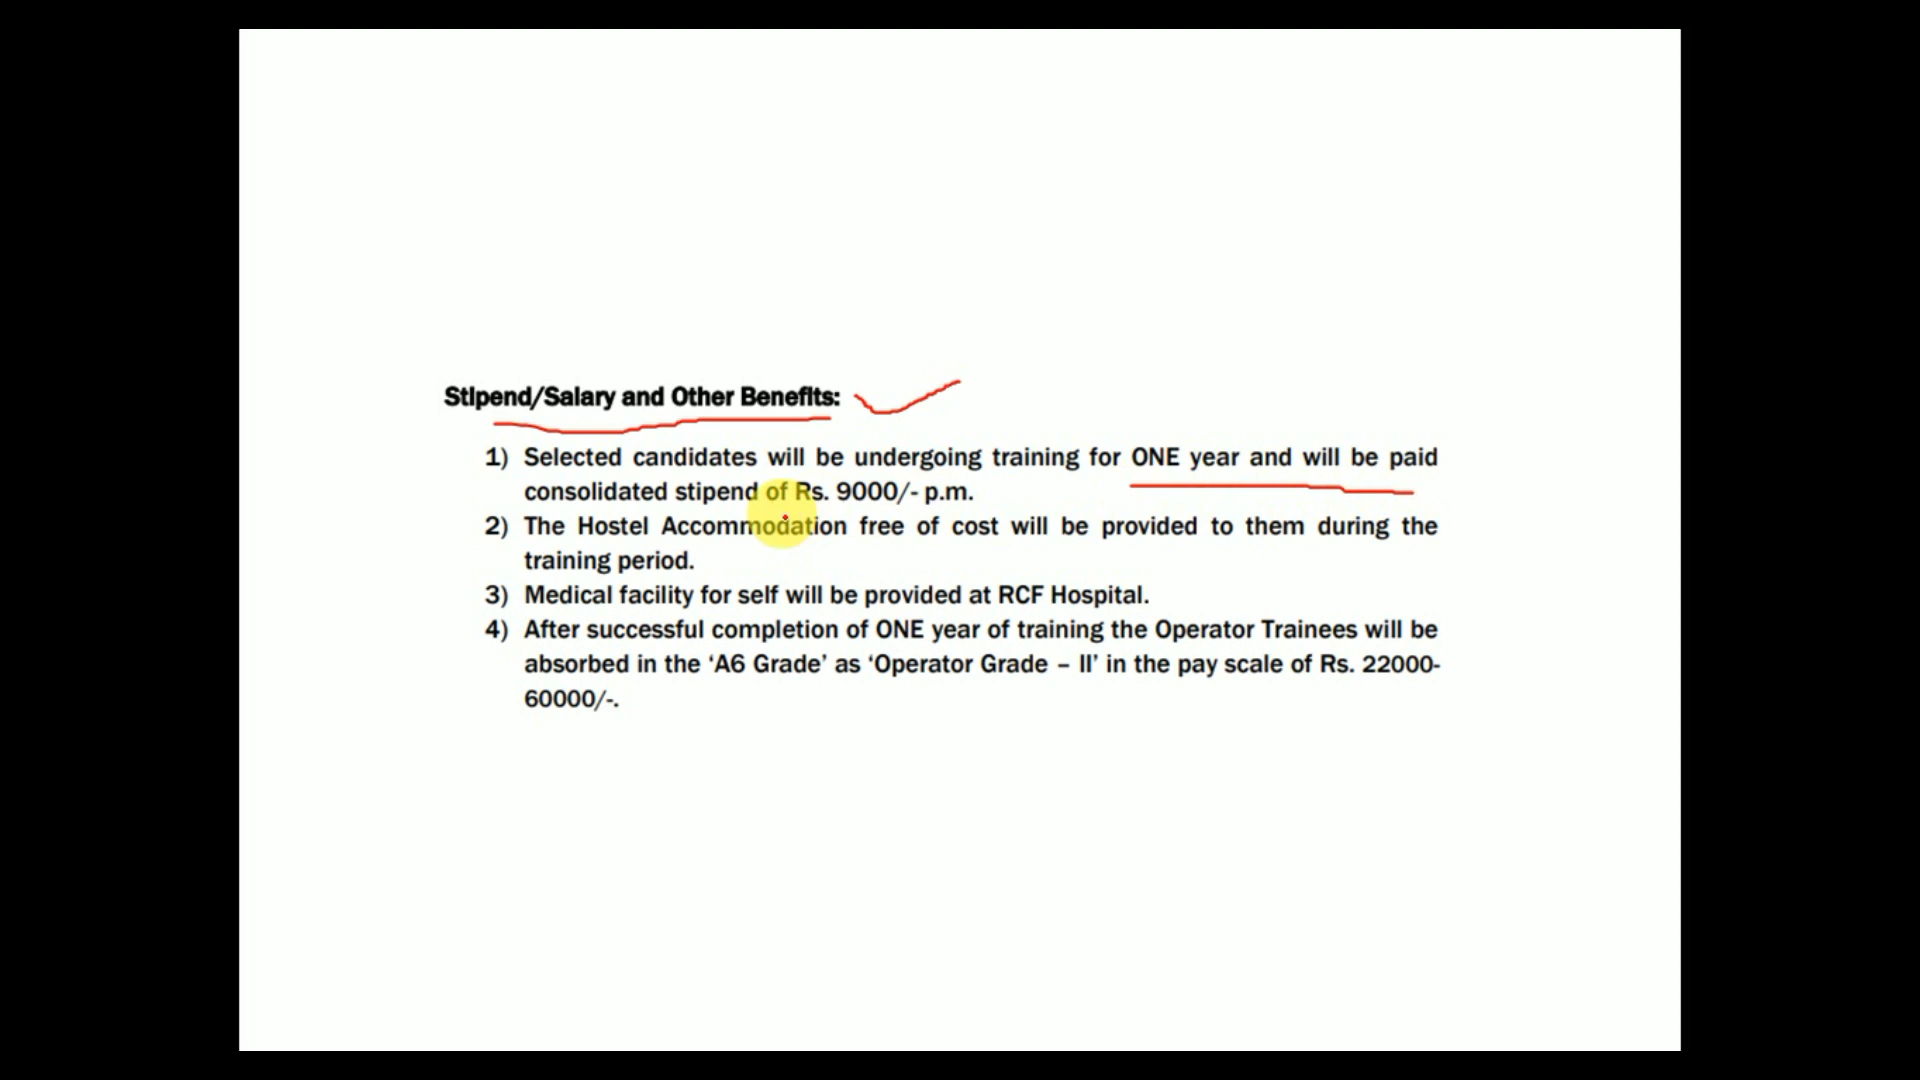 Stipend/Salary and Other Benefits:
1) Selected candidates will be undergoing training for ONE year and will be paid
consolidated stipend of Rs. 9000/- p.m.
2) The Hostel Accommodation free of cost will be provided to them during the
training period.
3) Medical facility for self will be provided at RCF Hospital.
4) After successful completion of ONE year of training the Operator Trainees will be
absorbed in the ‘A6 Grade’ as ‘Operator Grade – II’ in the pay scale of Rs. 22000-
60000/-.